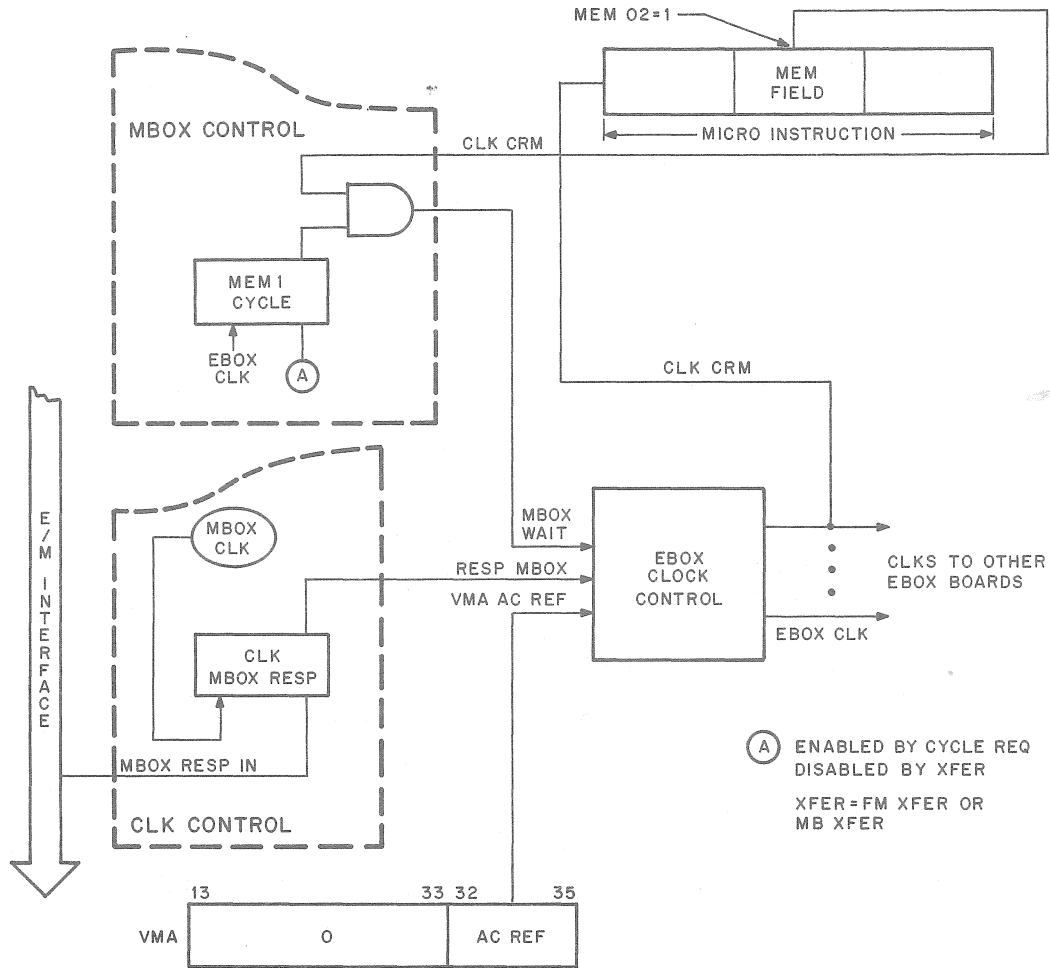 MEM 02=1
MEM
FIELD
MICRO INSTRUCTION
MBOX CONTROL
CLK CRM
MEM 1
CYCLE
EBOX
CLK
A
CLK CRM
E/M INTERFACE
MBOX
CLK
MBOX
WAIT
RESP MBOX
VMA AC REF
EBOX
CLOCK
CONTROL
CLKS TO OTHER
EBOX BOARDS
EBOX CLK
CLK
MBOX RESP
MBOX RESP IN
CLK CONTROL
A ENABLED BY CYCLE REQ
DISABLED BY XFER
XFER = FM XFER OR
MB XFER
13 33 32 35
VMA 0 AC REF